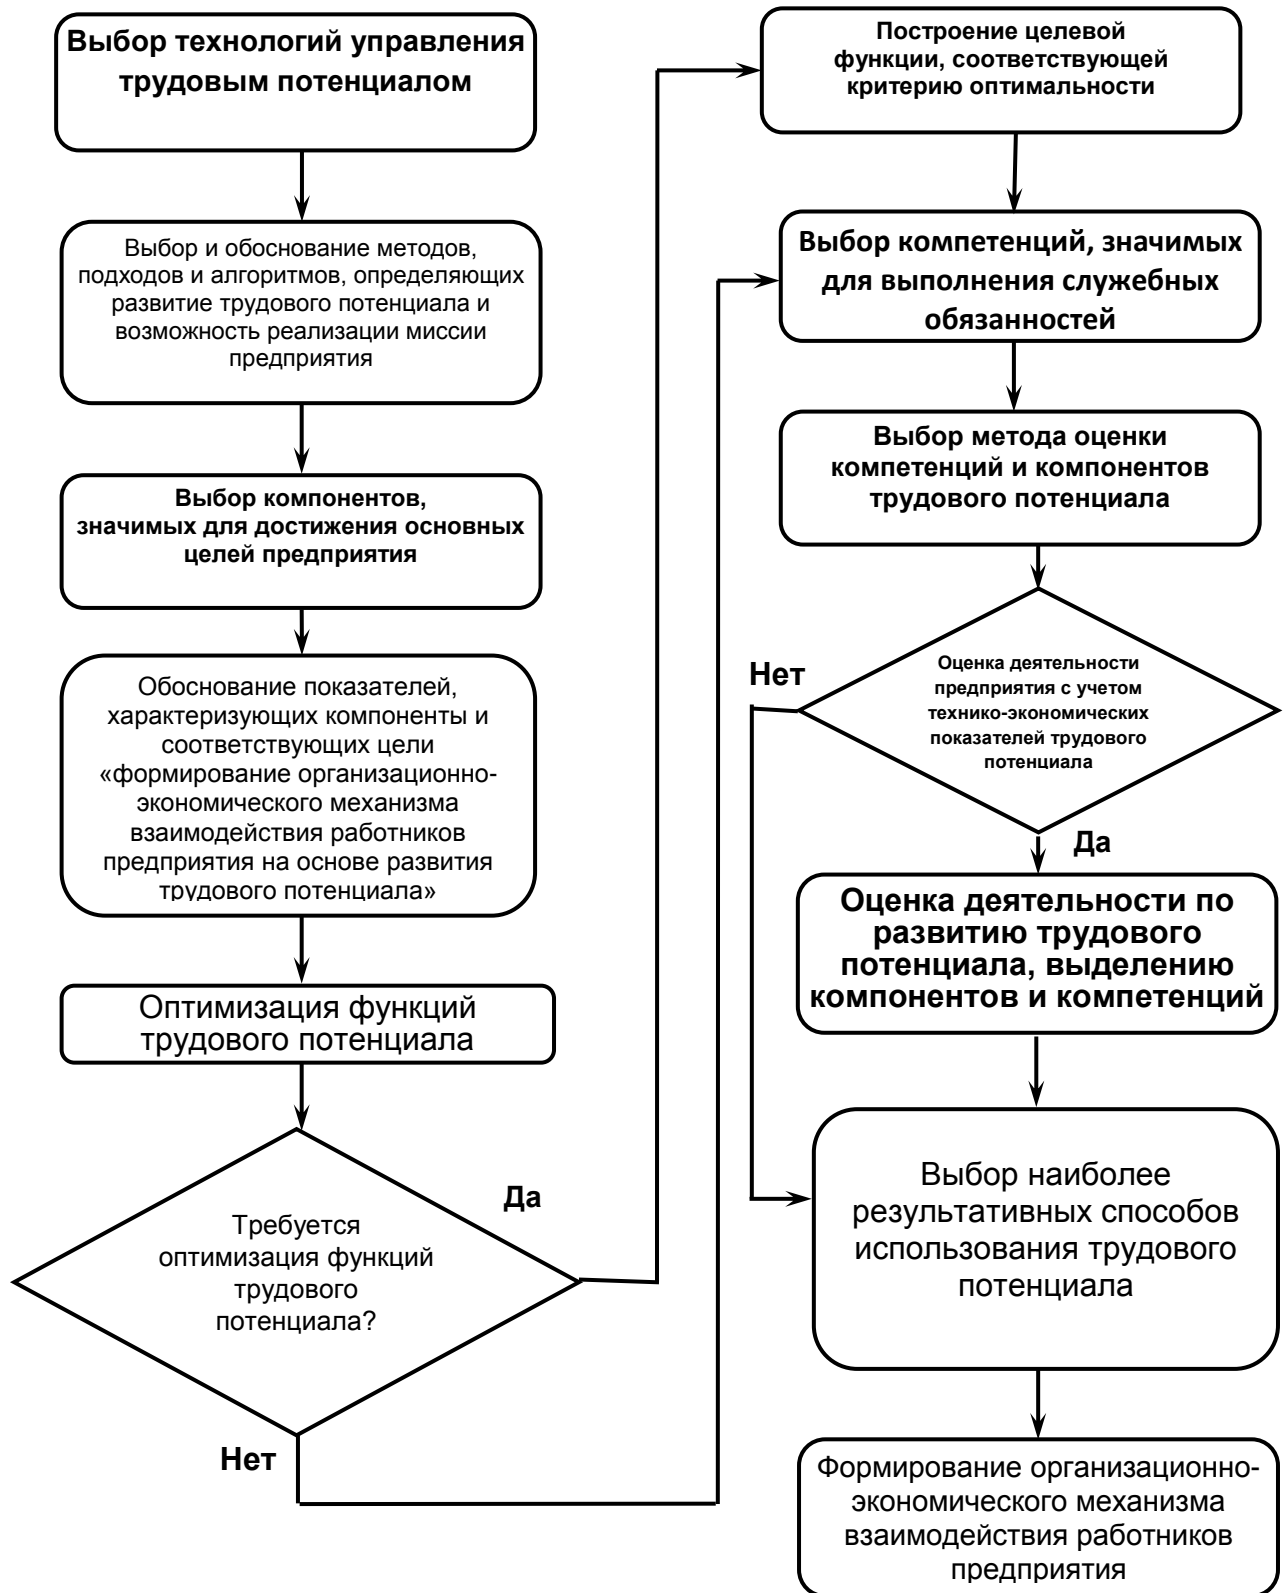 Выбор технологий управления
трудовым потенциалом
Выбор и обоснование методов,
подходов и алгоритмов, определяющих
развитие трудового потенциала и
возможность реализации миссии
предприятия
Выбор компонентов,
значимых для достижения основных
целей предприятия
Обоснование показателей,
характеризующих компоненты и
соответствующих цели
«формирование организационно-
экономического механизма
взаимодействия работников
предприятия на основе развития
трудового потенциала»
Оптимизация функций
трудового потенциала
Да
Требуется
оптимизация функций
трудового
потенциала?
Нет
Построение целевой
функции, соответствующей
критерию оптимальности
Выбор компетенций, значимых
для выполнения служебных
обязанностей
Выбор метода оценки
компетенций и компонентов
трудового потенциала
Нет
Оценка деятельности
предприятия с учетом
технико-экономических
показателей трудового
потенциала
Да
Оценка деятельности по
развитию трудового
потенциала, выделению
компонентов и компетенций
Выбор наиболее
результативных способов
использования трудового
потенциала
Формирование организационно-
экономического механизма
взаимодействия работников
предприятия